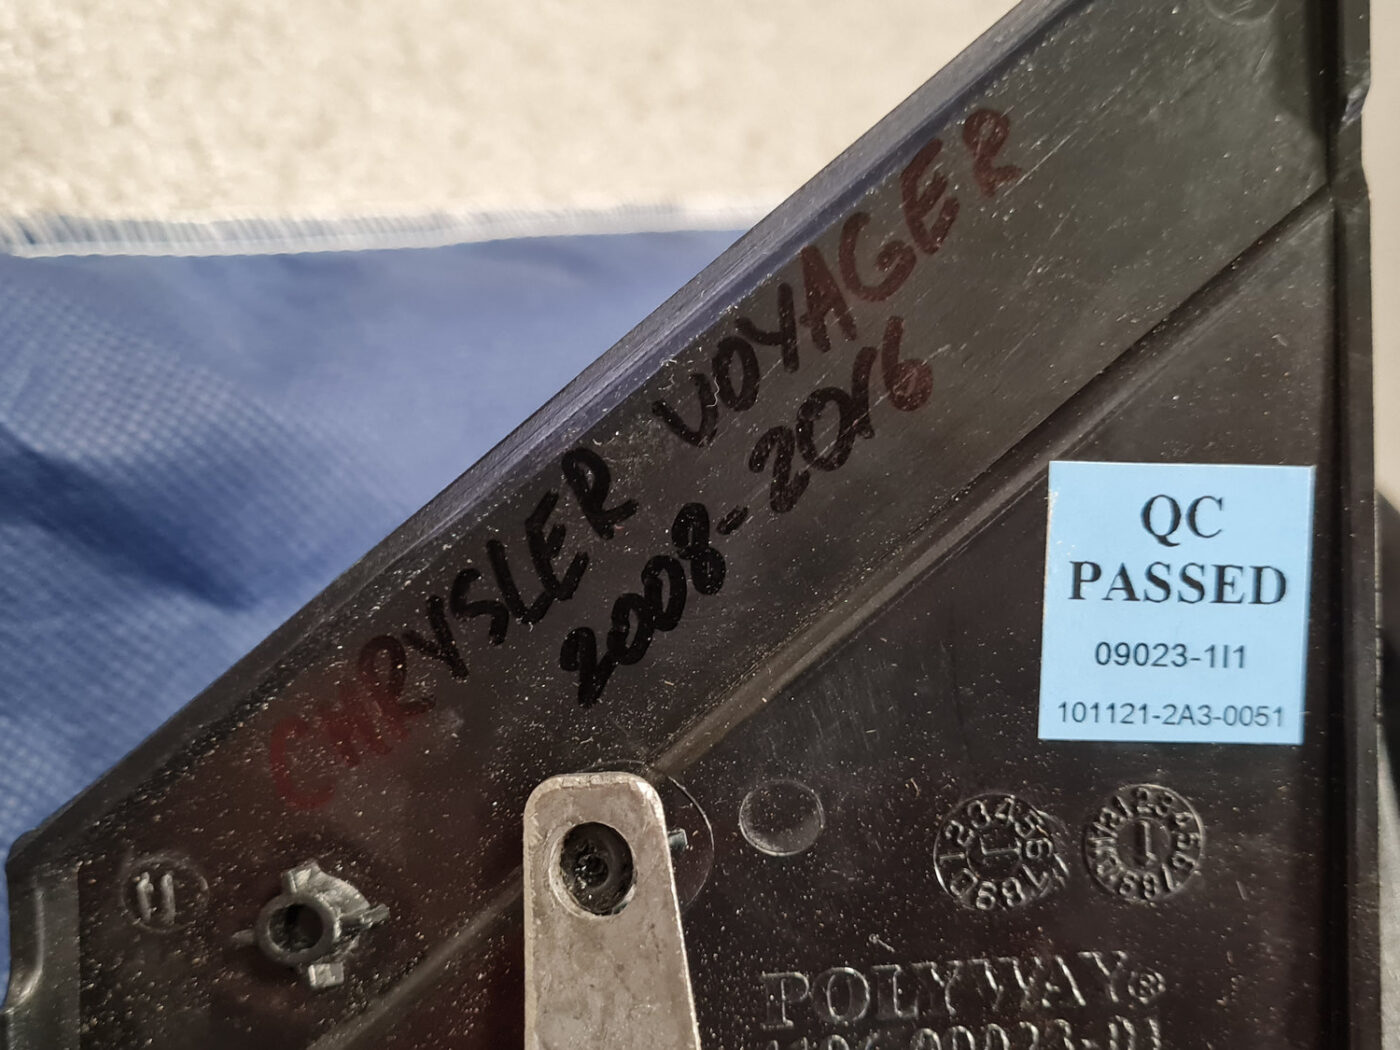 CHRYSLER VOYAGER
2008-2016
QC
PASSED
09023-1I1
101121-2A3-0051
POLYWAY®